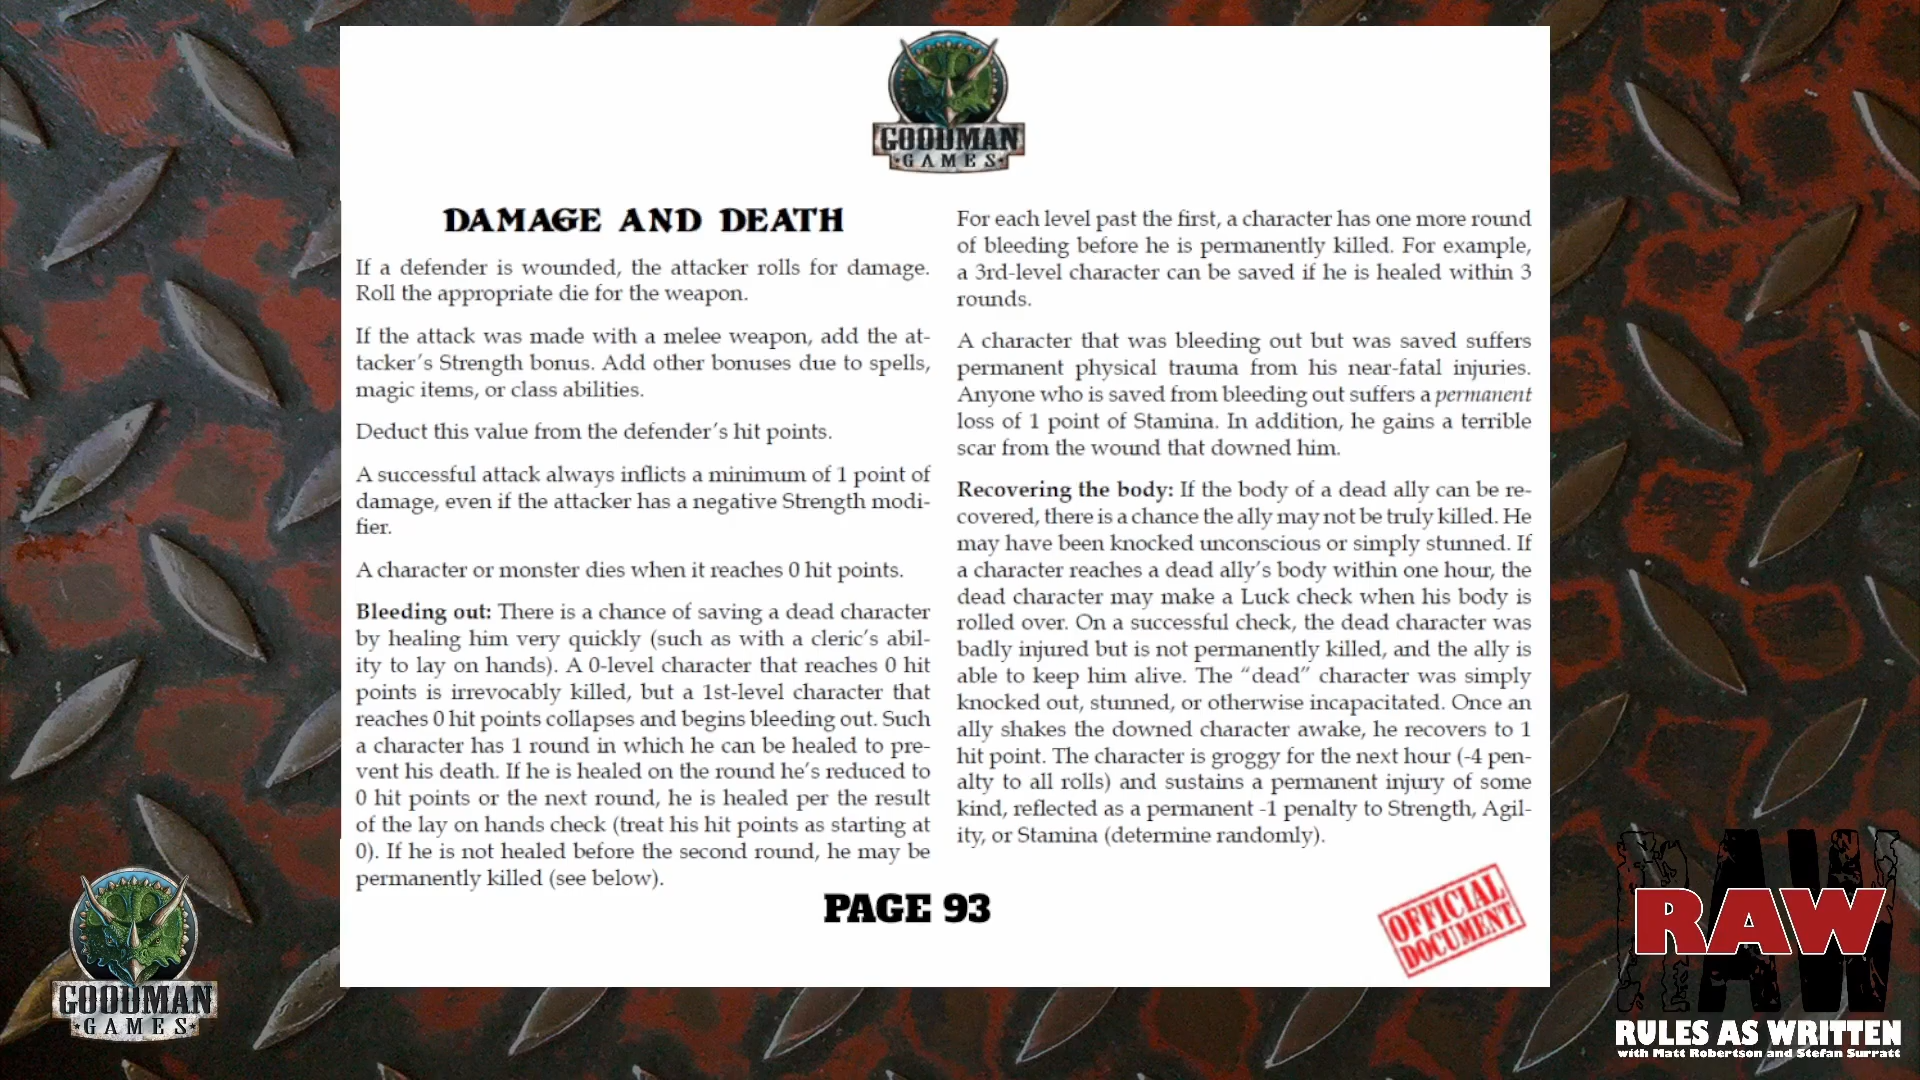 GOODMAN
GAMES
DAMAGE AND DEATH
If a defender is wounded, the attacker rolls for damage.
Roll the appropriate die for the weapon.
If the attack was made with a melee weapon, add the at-
tacker's Strength bonus. Add other bonuses due to spells,
magic items, or class abilities.
Deduct this value from the defender's hit points.
A successful attack always inflicts a minimum of 1 point of
damage, even if the attacker has a negative Strength modi-
fier.
A character or monster dies when it reaches 0 hit points.
Bleeding out: There is a chance of saving a dead character
by healing him very quickly (such as with a cleric's abil-
ity to lay on hands). A 0-level character that reaches 0 hit
points is irrevocably killed, but a 1st-level character that
reaches 0 hit points collapses and begins bleeding out. Such
a character has 1 round in which he can be healed to pre-
vent his death. If he is healed on the round he's reduced to
0 hit points or the next round, he is healed per the result
of the lay on hands check (treat his hit points as starting at
0). If he is not healed before the second round, he may be
permanently killed (see below).
For each level past the first, a character has one more round
of bleeding before he is permanently killed. For example,
a 3rd-level character can be saved if he is healed within 3
rounds.
A character that was bleeding out but was saved suffers
permanent physical trauma from his near-fatal injuries.
Anyone who is saved from bleeding out suffers a permanent
loss of 1 point of Stamina. In addition, he gains a terrible
scar from the wound that downed him.
Recovering the body: If the body of a dead ally can be re-
covered, there is a chance the ally may not be truly killed. He
may have been knocked unconscious or simply stunned. If
a character reaches a dead ally's body within one hour, the
dead character may make a Luck check when his body is
rolled over. On a successful check, the dead character was
badly injured but is not permanently killed, and the ally is
able to keep him alive. The "dead" character was simply
knocked out, stunned, or otherwise incapacitated. Once an
ally shakes the downed character awake, he recovers to 1
hit point. The character is groggy for the next hour (-4 pen-
alty to all rolls) and sustains a permanent injury of some
kind, reflected as a permanent -1 penalty to Strength, Agil-
ity, or Stamina (determine randomly).
PAGE 93
OFFICIAL
DOCUMENT
GOODMAN
GAMES
RAW
RAW
RULES AS WRITTEN
with Matt Robertson and Stefan Surratt